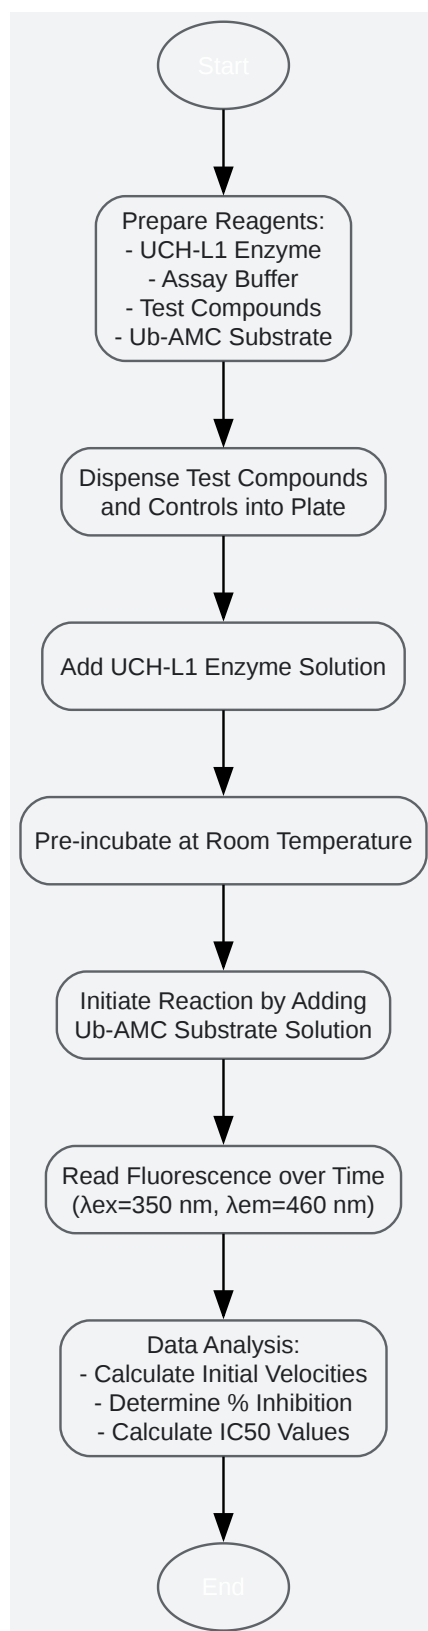 Start
Prepare Reagents:
- UCH-L1 Enzyme
- Assay Buffer
- Test Compounds
- Ub-AMC Substrate
Dispense Test Compounds
and Controls into Plate
Add UCH-L1 Enzyme Solution
Pre-incubate at Room Temperature
Initiate Reaction by Adding
Ub-AMC Substrate Solution
Read Fluorescence over Time
(λex=350 nm, λem=460 nm)
Data Analysis:
- Calculate Initial Velocities
- Determine % Inhibition
- Calculate IC50 Values
End